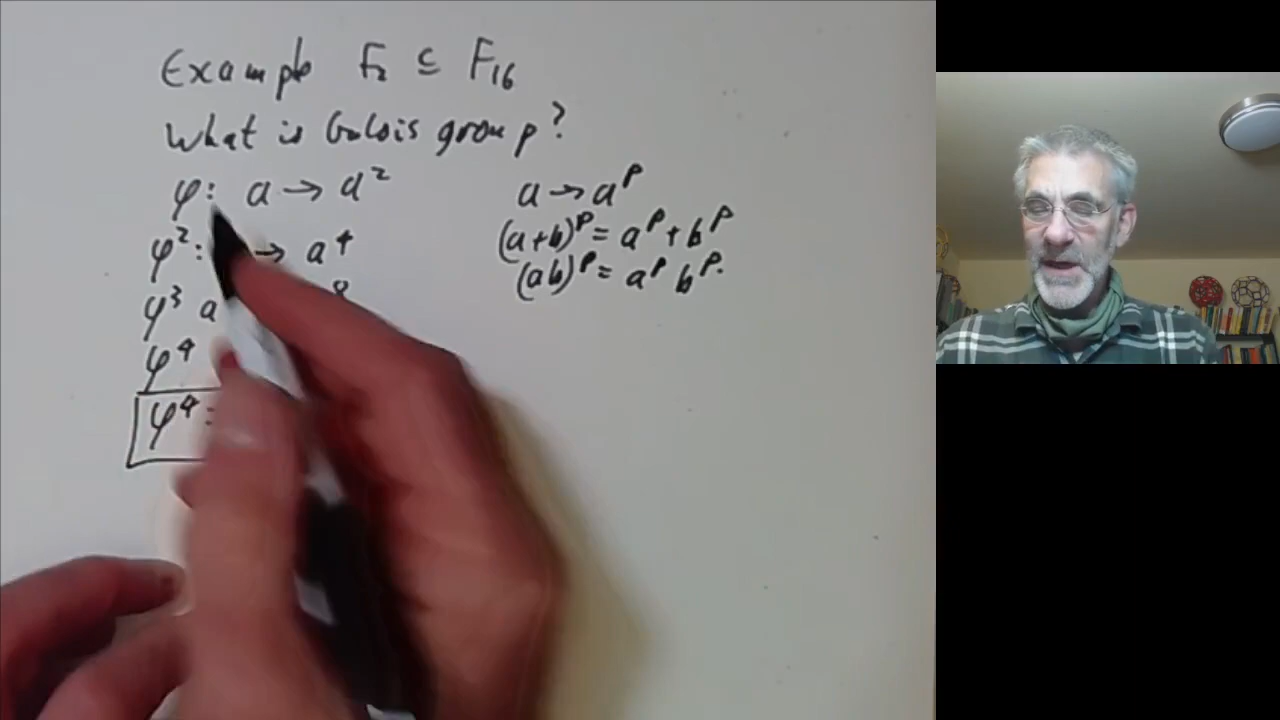 Example F₂ ⊆ F₁₆
What is Galois group?
φ: a → a²
φ²: → a⁴
φ³ a 8
φ⁴
φ⁴ =
a → aᵖ
(a+b)ᵖ = aᵖ + bᵖ
(ab)ᵖ = aᵖ bᵖ.